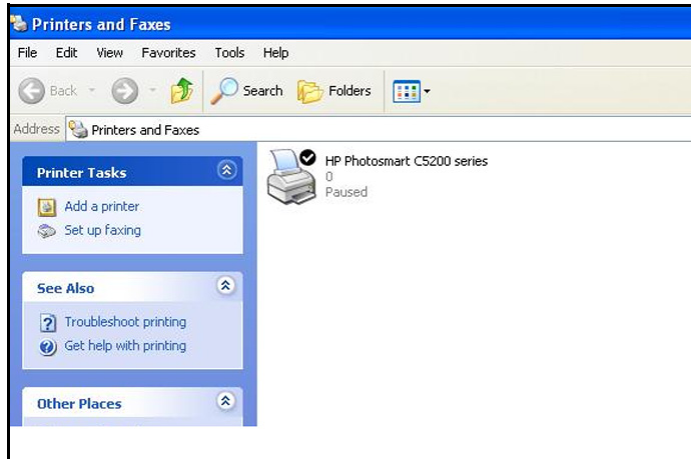 Printers and Faxes
File Edit View Favorites Tools Help
Back Search Folders
Address Printers and Faxes
Printer Tasks
Add a printer
Set up faxing
See Also
Troubleshoot printing
Get help with printing
Other Places
HP Photosmart C5200 series
0
Paused